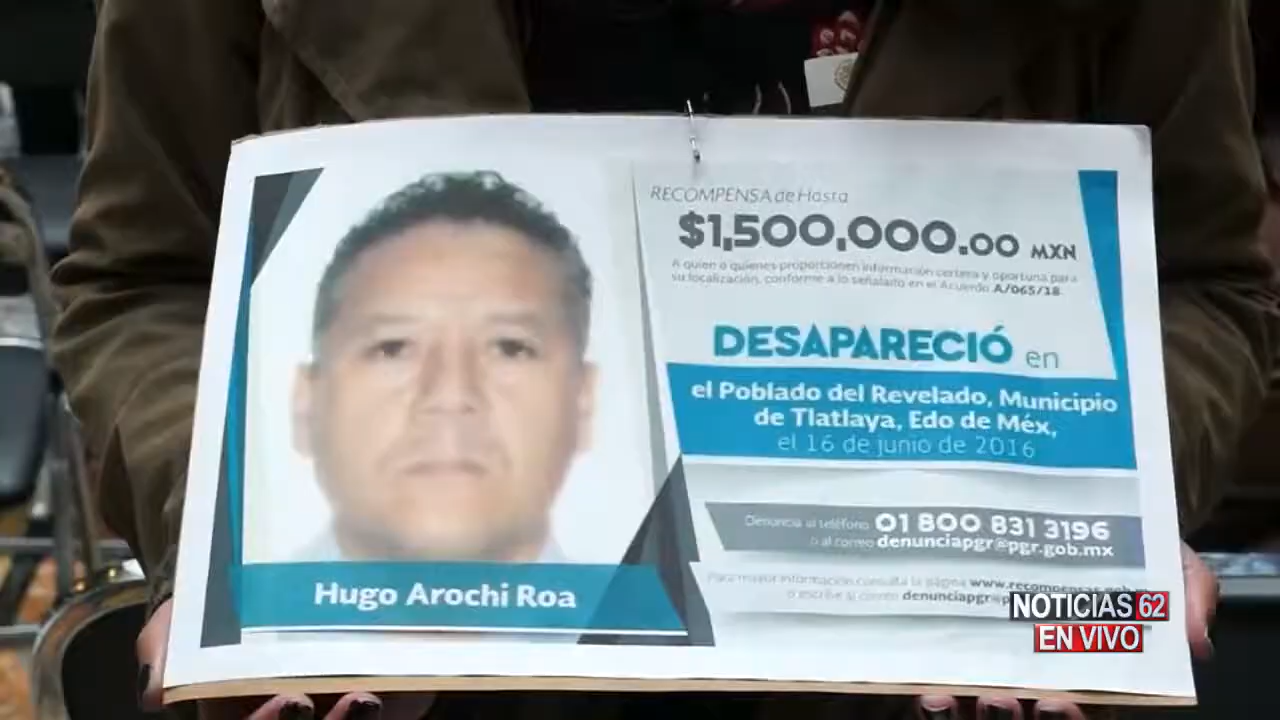 RECOMPENSA de Hasta
$1,500,000.00 MXN
A quien o quienes proporcionen información certera y oportuna para
su localización, conforme a lo señalado en el Acuerdo A/065/18
DESAPARECIÓ en
el Poblado del Revelado, Municipio
de Tlatlaya, Edo de Méx,
el 16 de junio de 2016
Denuncia al teléfono 01 800 831 3196
o al correo denunciapgr@pgr.gob.mx
Para mayor información consulta la página www.recompensas.gob
o escribe al correo denunciapgr@p
Hugo Arochi Roa
NOTICIAS 62
EN VIVO